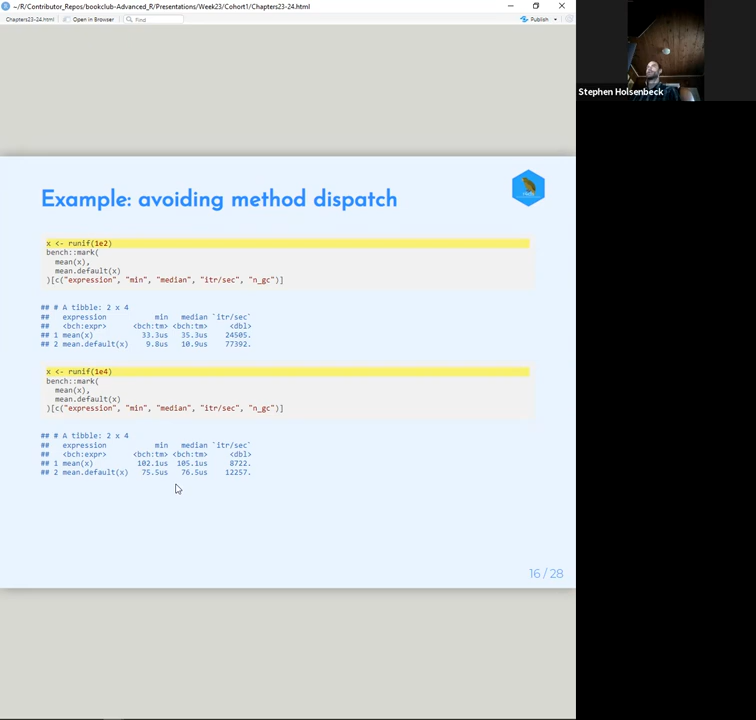 ~/R/Contributor_Repos/bookclub-Advanced_R/Presentations/Week23/Cohort1/Chapters23-24.html
Chapters23-24.html
Open in Browser
Find
Publish
Stephen Holsenbeck
Example: avoiding method dispatch
x <- runif(1e2)
bench::mark(
mean(x),
mean.default(x)
)[c("expression", "min", "median", "itr/sec", "n_gc")]
## # A tibble: 2 x 4
## expression min median `itr/sec`
## <bch:expr> <bch:tm> <bch:tm> <dbl>
## 1 mean(x) 33.3us 35.3us 24505.
## 2 mean.default(x) 9.8us 10.9us 77392.
x <- runif(1e4)
bench::mark(
mean(x),
mean.default(x)
)[c("expression", "min", "median", "itr/sec", "n_gc")]
## # A tibble: 2 x 4
## expression min median `itr/sec`
## <bch:expr> <bch:tm> <bch:tm> <dbl>
## 1 mean(x) 102.1us 105.1us 8722.
## 2 mean.default(x) 75.5us 76.5us 12257.
16 / 28